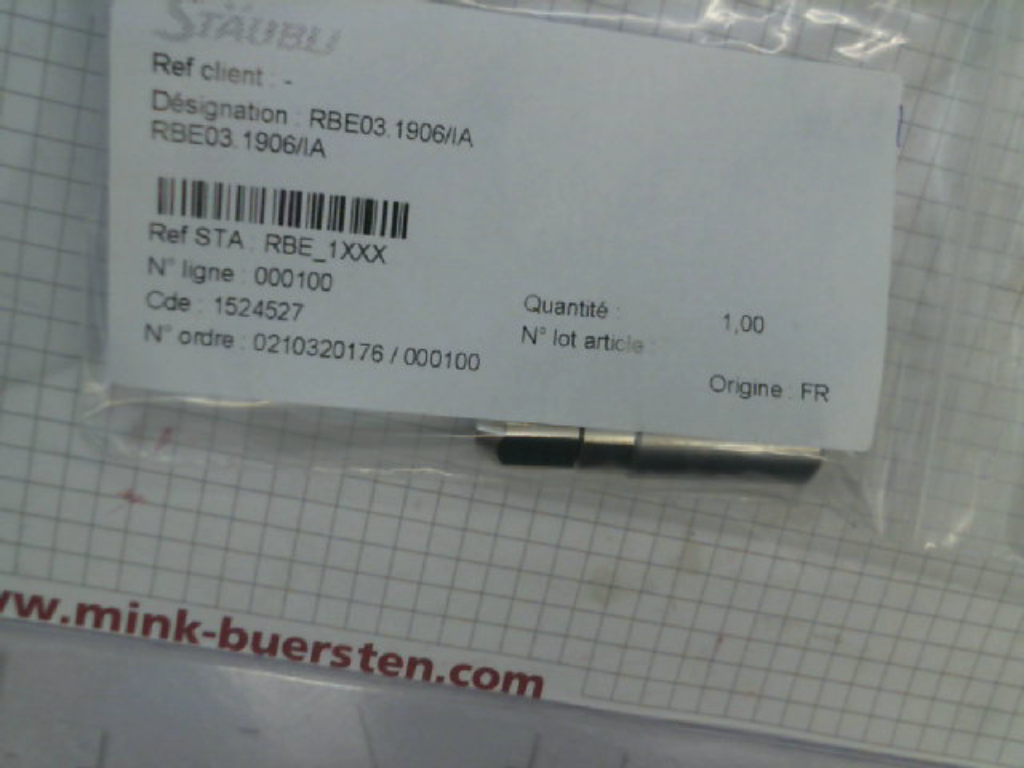 STÄUBLI
Ref client : -
Désignation : RBE03.1906/IA
RBE03.1906/IA
Ref STA : RBE_1XXX
N° ligne : 000100
Cde : 1524527
N° ordre : 0210320176 / 000100
Quantité : 1,00
N° lot article :
Origine : FR
www.mink-buersten.com